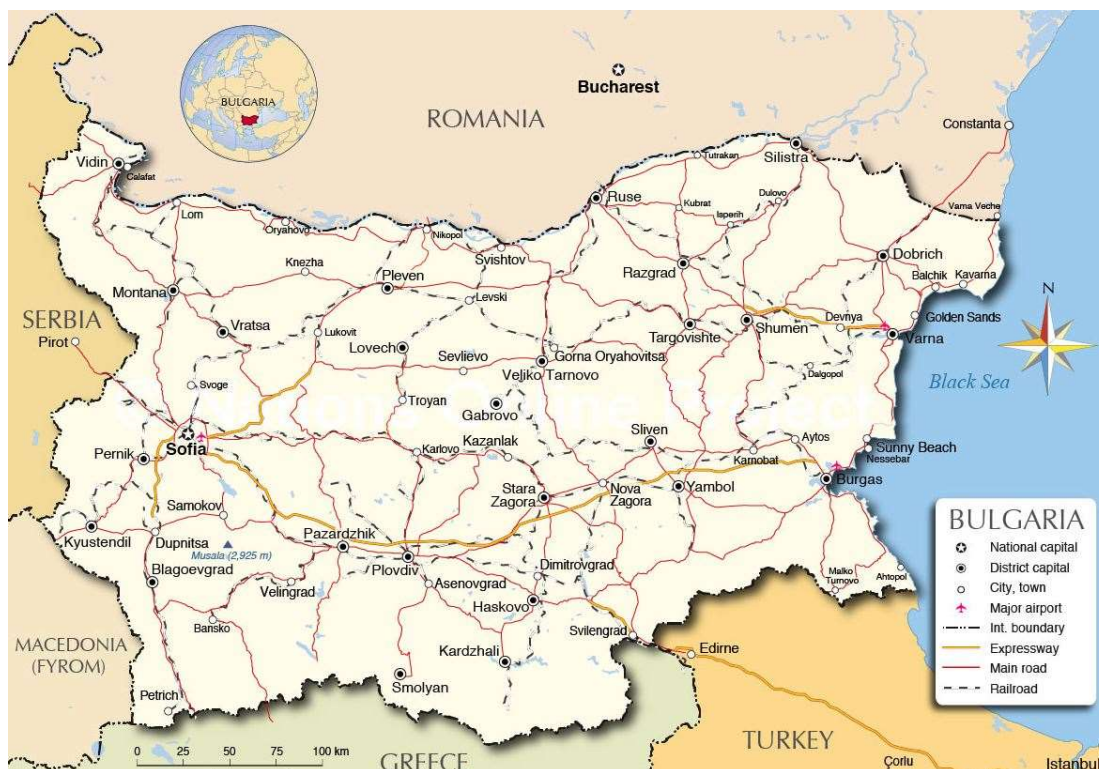 BULGARIA
ROMANIA
Bucharest
Constanta
Vidin
Calafat
Lom
Oryahovo
Nikopol
Svishtov
Ruse
Tutrakan
Silistra
Kubrat
Dulovo
Isperih
Vama Veche
Dobrich
Balchik
Kavarna
Knezha
Pleven
Levski
Razgrad
Montana
Vratsa
Lukovit
Lovech
Sevlievo
Gorna Oryahovitsa
Veliko Tarnovo
Targovishte
Shumen
Devnya
Golden Sands
Varna
N
SERBIA
Pirot
Svoge
Troyan
Gabrovo
Dalgopol
Black Sea
Sofia
Pernik
Karlovo
Kazanlak
Sliven
Karnobat
Aytos
Sunny Beach
Nessebar
Burgas
Stara
Zagora
Nova
Zagora
Yambol
Kyustendil
Samokov
Dupnitsa
Musala (2,925 m)
Pazardzhik
Plovdiv
Blagoevgrad
Velingrad
Asenovgrad
Dimitrovgrad
Haskovo
Malko
Turnovo
Ahtopol
Bansko
Svilengrad
Edirne
Kardzhali
Smolyan
Petrich
MACEDONIA
(FYROM)
GREECE
TURKEY
Çorlu
Istanbul
0 25 50 75 100 km
BULGARIA
National capital
District capital
City, town
Major airport
Int. boundary
Expressway
Main road
Railroad